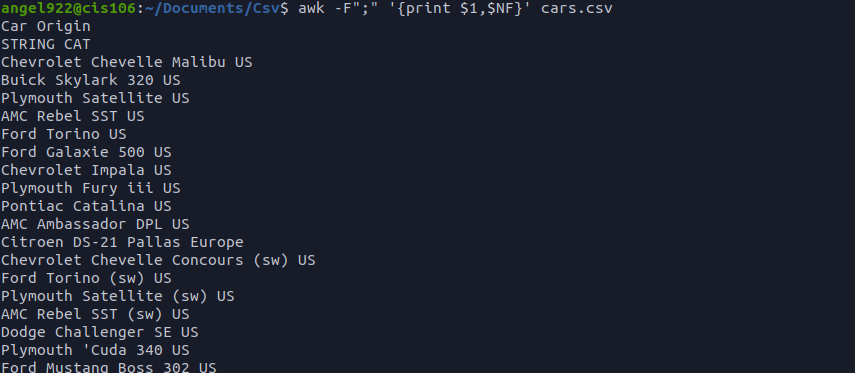 angel922@cis106:~/Documents/Csv$ awk -F";" '{print $1,$NF}' cars.csv
Car Origin
STRING CAT
Chevrolet Chevelle Malibu US
Buick Skylark 320 US
Plymouth Satellite US
AMC Rebel SST US
Ford Torino US
Ford Galaxie 500 US
Chevrolet Impala US
Plymouth Fury iii US
Pontiac Catalina US
AMC Ambassador DPL US
Citroen DS-21 Pallas Europe
Chevrolet Chevelle Concours (sw) US
Ford Torino (sw) US
Plymouth Satellite (sw) US
AMC Rebel SST (sw) US
Dodge Challenger SE US
Plymouth 'Cuda 340 US
Ford Mustang Boss 302 US